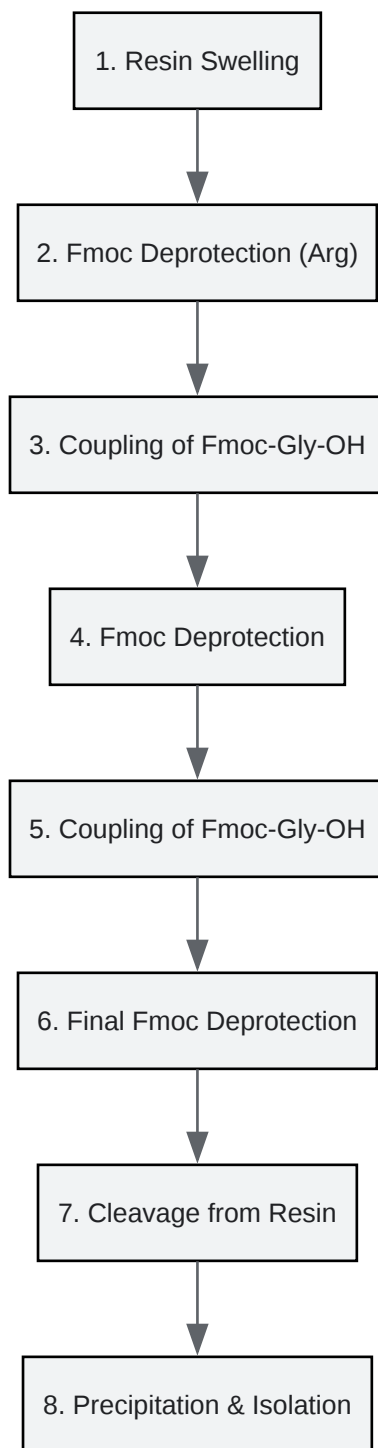 1. Resin Swelling
2. Fmoc Deprotection (Arg)
3. Coupling of Fmoc-Gly-OH
4. Fmoc Deprotection
5. Coupling of Fmoc-Gly-OH
6. Final Fmoc Deprotection
7. Cleavage from Resin
8. Precipitation & Isolation